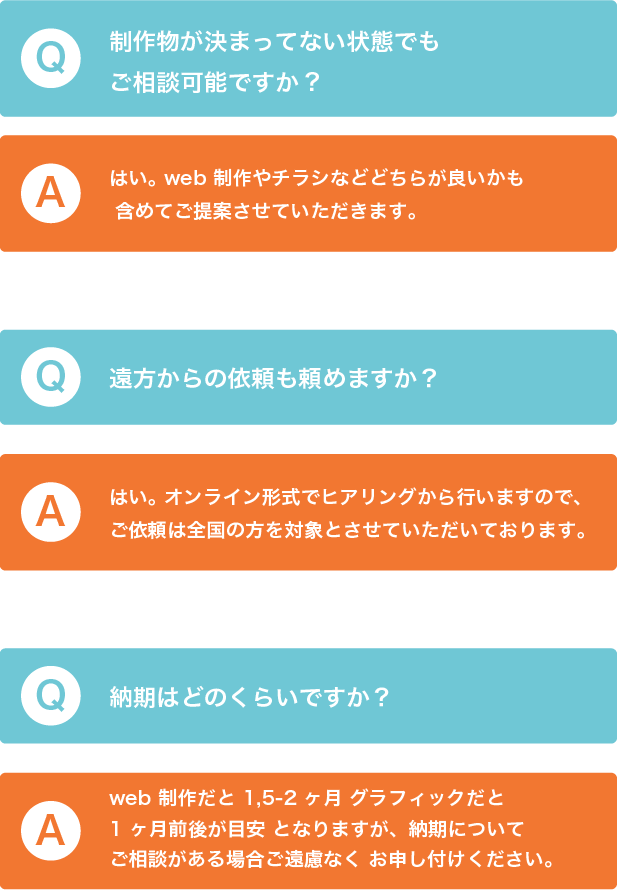 Q
制作物が決まってない状態でも
ご相談可能ですか？
A
はい。web 制作やチラシなどどちらが良いかも
含めてご提案させていただきます。
Q
遠方からの依頼も頼めますか？
A
はい。オンライン形式でヒアリングから行いますので、
ご依頼は全国の方を対象とさせていただいております。
Q
納期はどのくらいですか？
A
web 制作だと 1,5-2 ヶ月 グラフィックだと
1 ヶ月前後が目安 となりますが、納期について
ご相談がある場合ご遠慮なく お申し付けください。